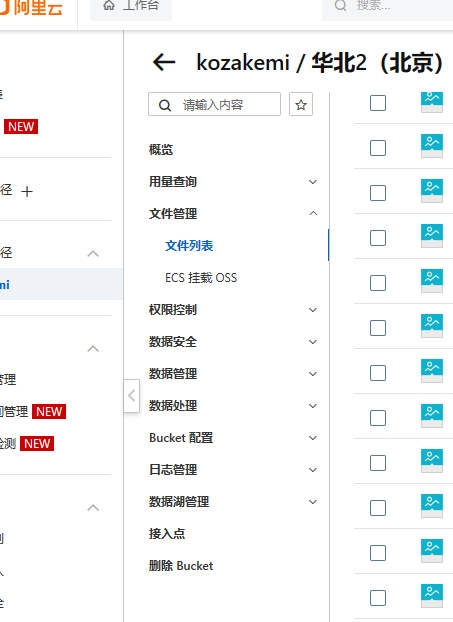 阿里云
工作台
搜索...
kozakemi / 华北2（北京）
请输入内容
NEW
概览
用量查询
径
文件管理
文件列表
径
ECS 挂载 OSS
mi
权限控制
数据安全
数据管理
管理
数据处理
管理 NEW
Bucket 配置
检测 NEW
日志管理
数据湖管理
接入点
删除 Bucket